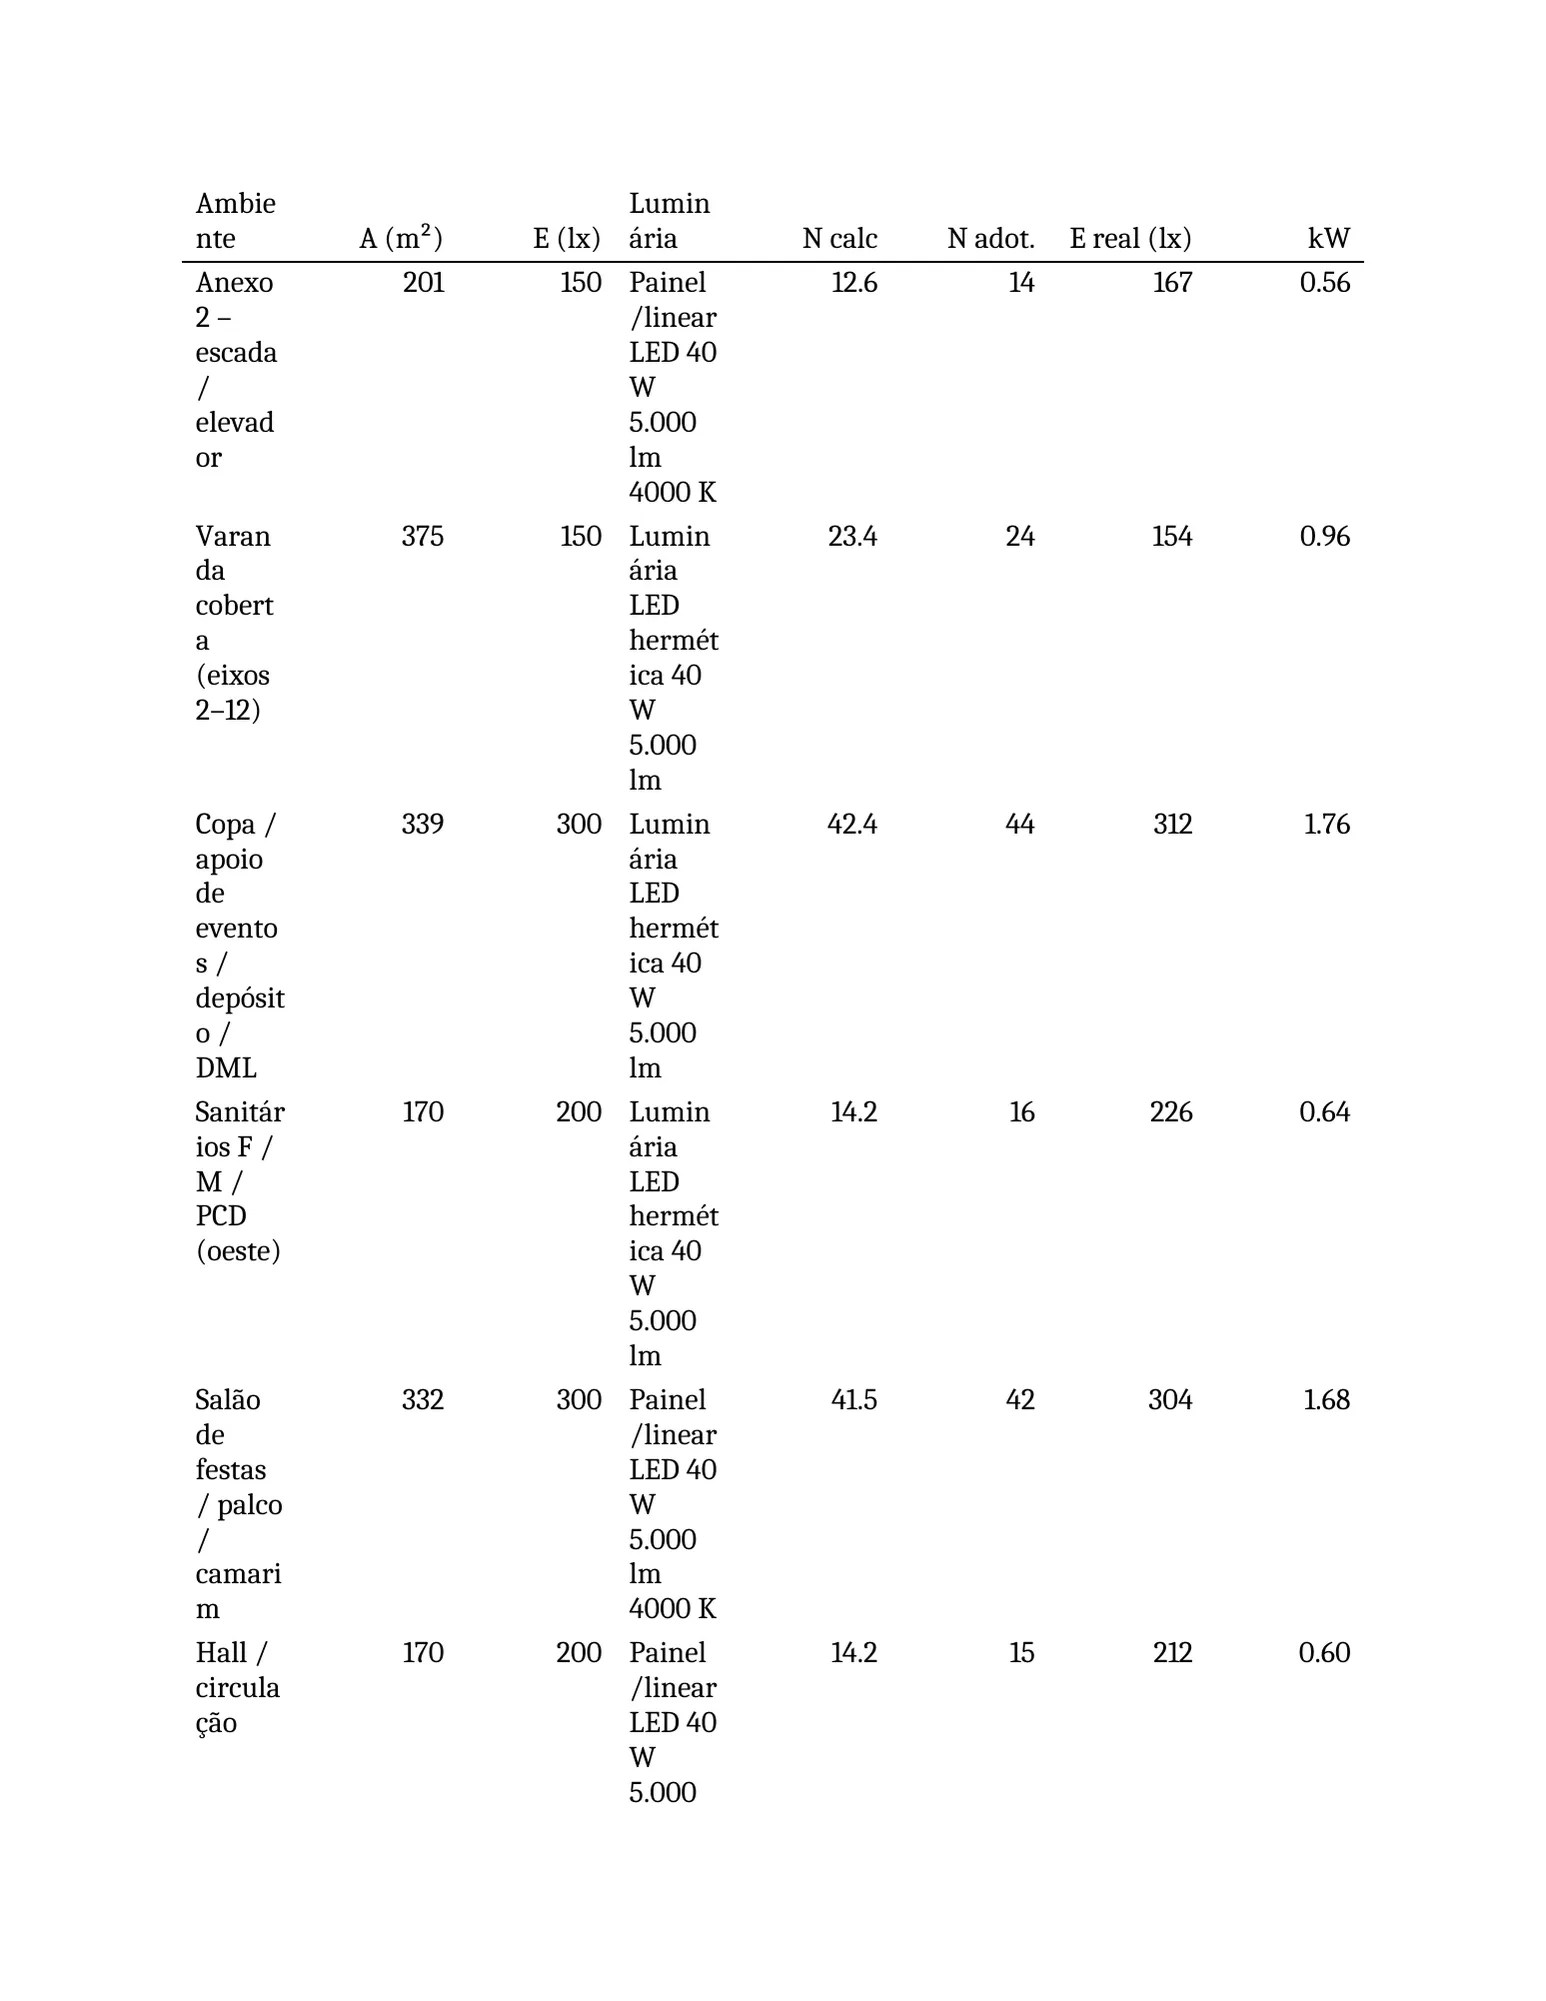 Ambie
nte
A (m²)
E (lx)
Lumin
ária
N calc
N adot.
E real (lx)
kW
Anexo
2 –
escada
/
elevad
or
201
150
Painel
/linear
LED 40
W
5.000
lm
4000 K
12.6
14
167
0.56
Varan
da
cobert
a
(eixos
2–12)
375
150
Lumin
ária
LED
hermét
ica 40
W
5.000
lm
23.4
24
154
0.96
Copa /
apoio
de
evento
s /
depósit
o /
DML
339
300
Lumin
ária
LED
hermét
ica 40
W
5.000
lm
42.4
44
312
1.76
Sanitár
ios F /
M /
PCD
(oeste)
170
200
Lumin
ária
LED
hermét
ica 40
W
5.000
lm
14.2
16
226
0.64
Salão
de
festas
/ palco
/
camari
m
332
300
Painel
/linear
LED 40
W
5.000
lm
4000 K
41.5
42
304
1.68
Hall /
circula
ção
170
200
Painel
/linear
LED 40
W
5.000
14.2
15
212
0.60